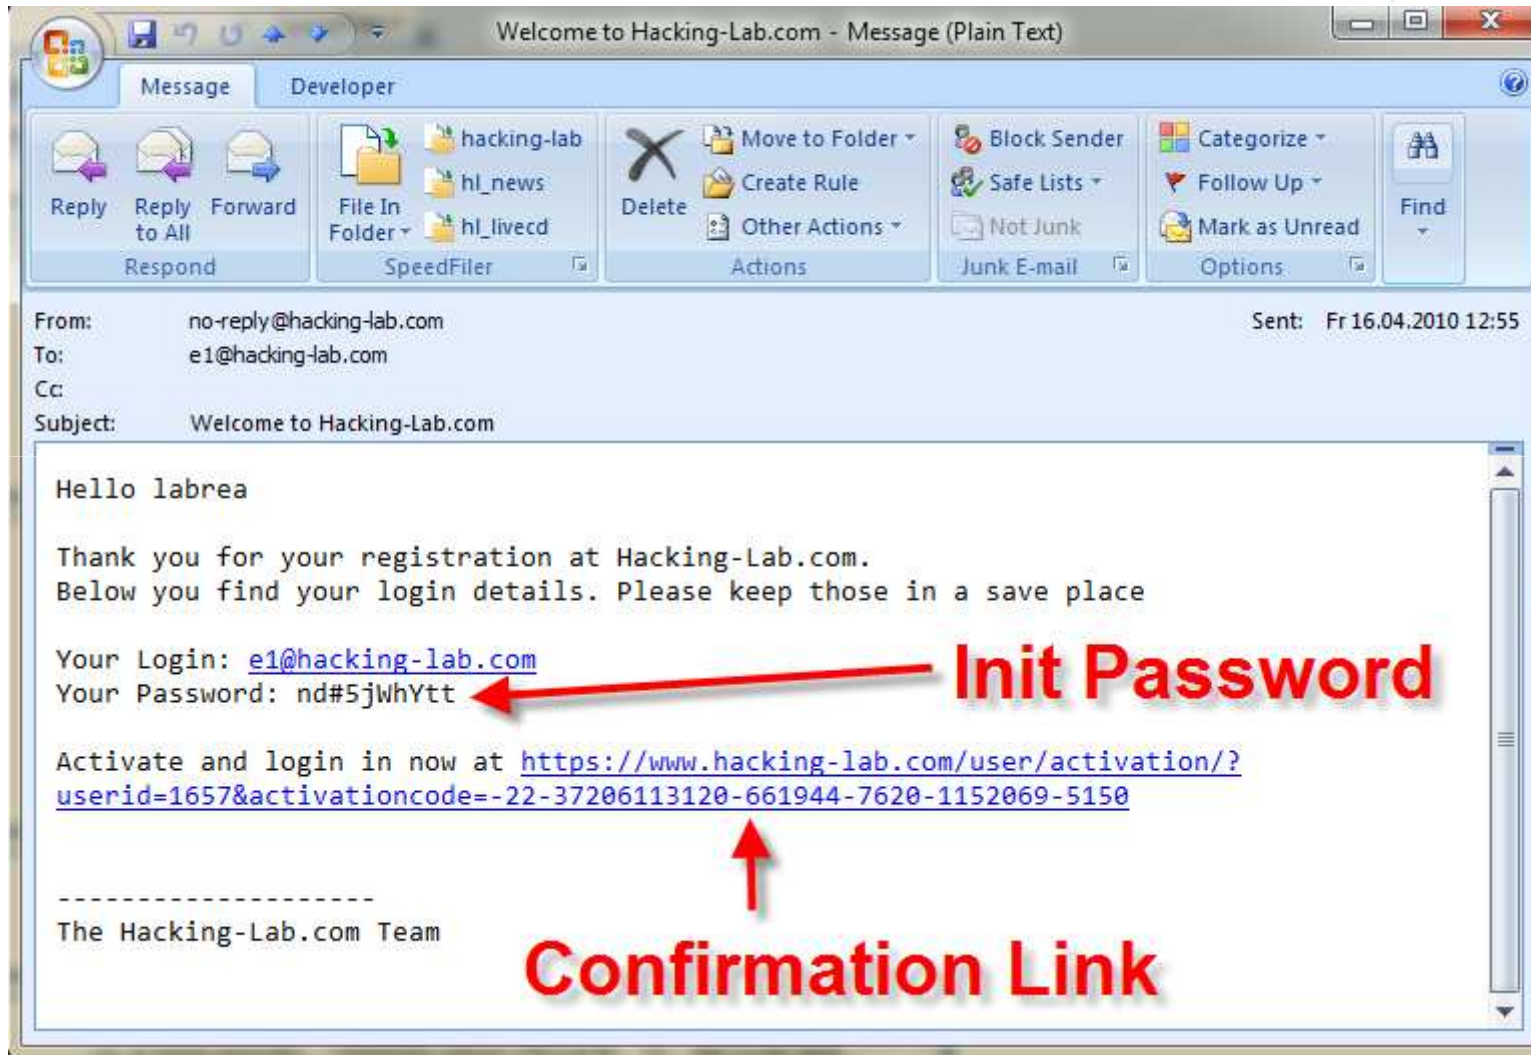 Welcome to Hacking-Lab.com - Message (Plain Text)
Message Developer
Reply
Reply to All
Forward
Respond
File In Folder
hacking-lab
hl_news
hl_livecd
SpeedFiler
Delete
Move to Folder
Create Rule
Other Actions
Actions
Block Sender
Safe Lists
Not Junk
Junk E-mail
Categorize
Follow Up
Mark as Unread
Options
Find
From: no-reply@hacking-lab.com Sent: Fr 16.04.2010 12:55
To: e1@hacking-lab.com
Cc:
Subject: Welcome to Hacking-Lab.com
Hello labrea
Thank you for your registration at Hacking-Lab.com.
Below you find your login details. Please keep those in a save place
Your Login: e1@hacking-lab.com
Your Password: nd#5jWhYtt
Init Password
Activate and login in now at https://www.hacking-lab.com/user/activation/?
userid=1657&activationcode=-22-37206113120-661944-7620-1152069-5150
--------------------
The Hacking-Lab.com Team
Confirmation Link